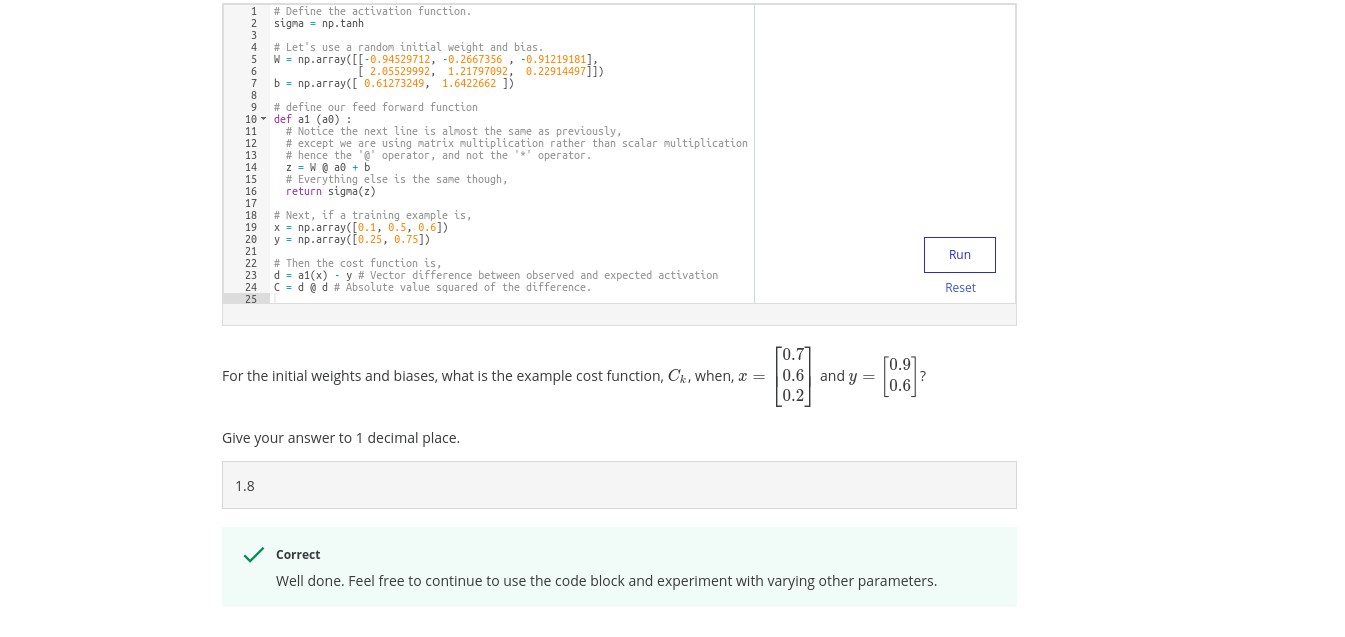 1 # Define the activation function.
2 sigma = np.tanh
3
4 # Let's use a random initial weight and bias.
5 W = np.array([[-0.94529712, -0.2667356 , -0.91219181],
6               [ 2.05529992,  1.21797092,  0.22914497]])
7 b = np.array([ 0.61273249,  1.6422662 ])
8
9 # define our feed forward function
10 def a1 (a0) :
11   # Notice the next line is almost the same as previously,
12   # except we are using matrix multiplication rather than scalar multiplication
13   # hence the '@' operator, and not the '*' operator.
14   z = W @ a0 + b
15   # Everything else is the same though,
16   return sigma(z)
17
18 # Next, if a training example is,
19 x = np.array([0.1, 0.5, 0.6])
20 y = np.array([0.25, 0.75])
21
22 # Then the cost function is,
23 d = a1(x) - y # Vector difference between observed and expected activation
24 C = d @ d # Absolute value squared of the difference.
25
Run
Reset
For the initial weights and biases, what is the example cost function, C_k, when, x = [0.7 0.6 0.2] and y = [0.9 0.6]?
Give your answer to 1 decimal place.
1.8
Correct
Well done. Feel free to continue to use the code block and experiment with varying other parameters.